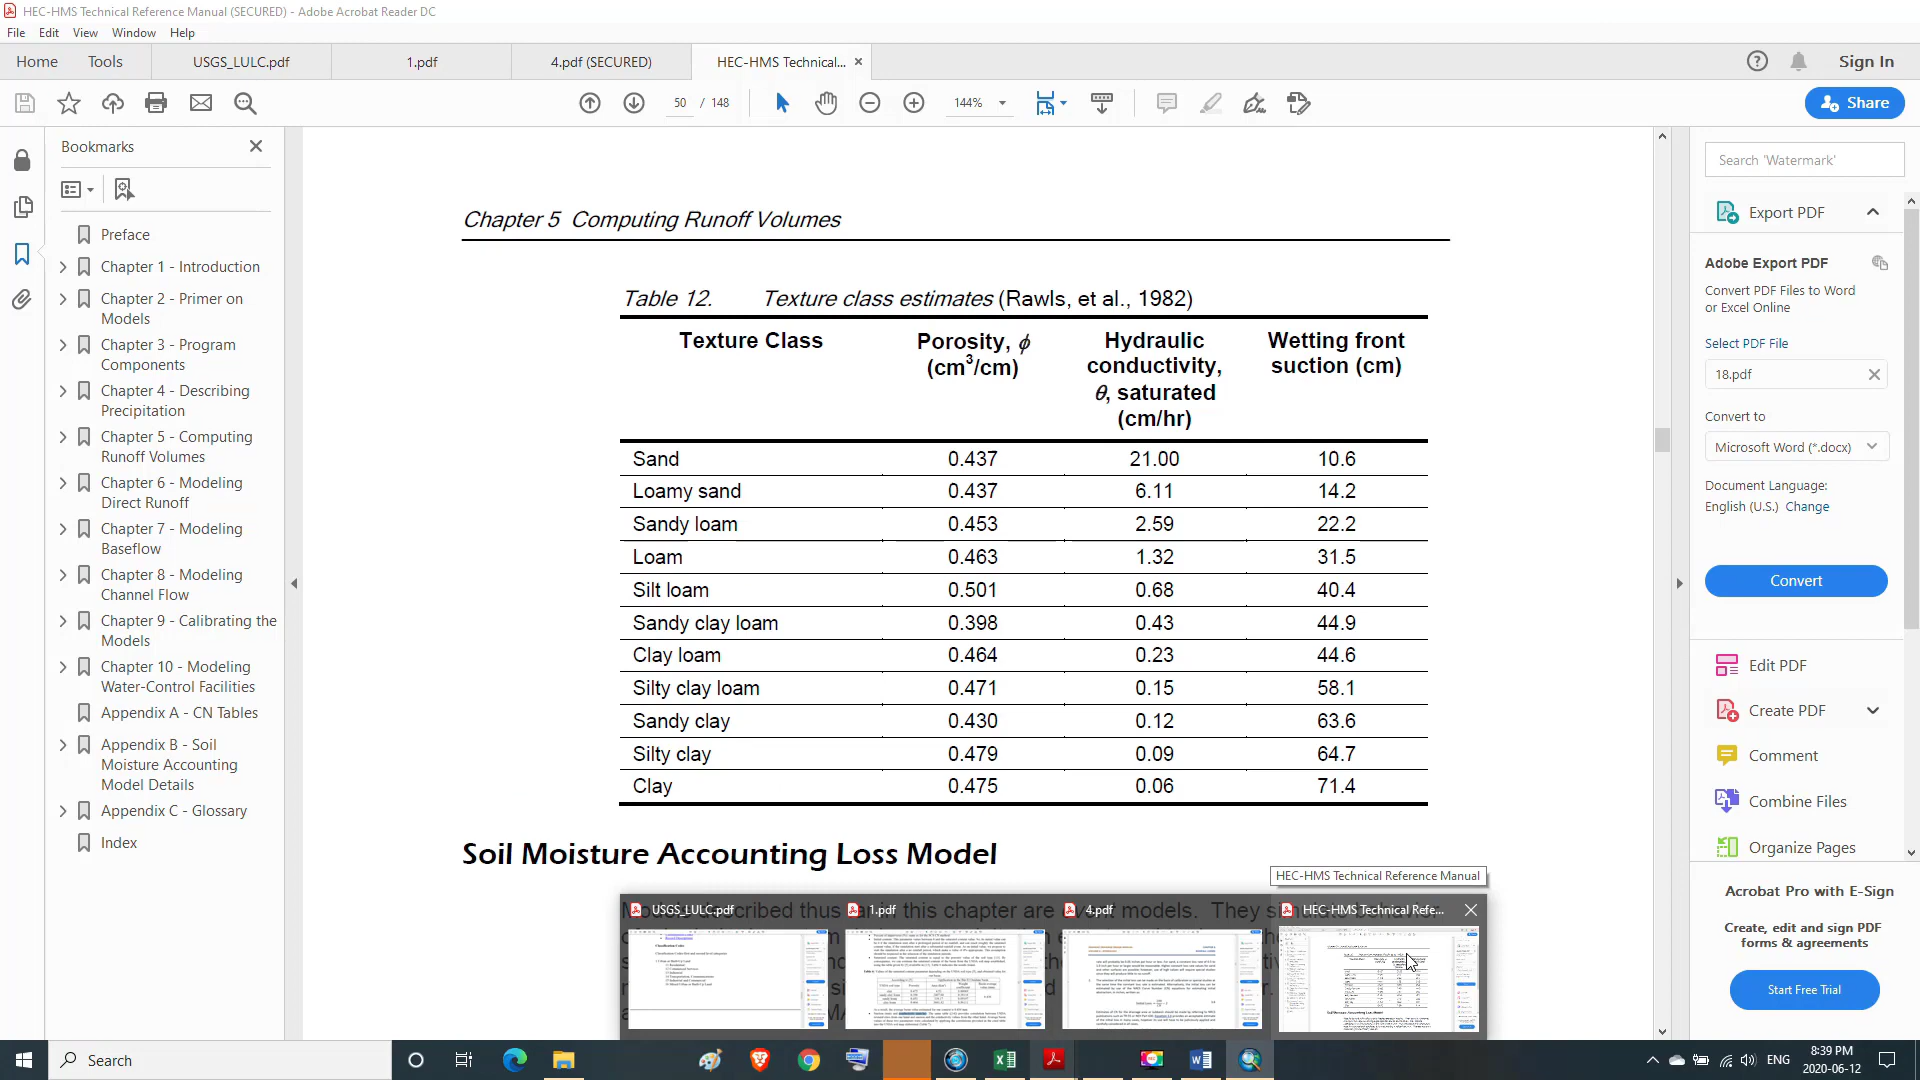 HEC-HMS Technical Reference Manual (SECURED) - Adobe Acrobat Reader DC
File Edit View Window Help
Home Tools USGS_LULC.pdf 1.pdf 4.pdf (SECURED) HEC-HMS Technical... Sign In
50 / 148 144% Share
Bookmarks
Preface
Chapter 1 - Introduction
Chapter 2 - Primer on
Models
Chapter 3 - Program
Components
Chapter 4 - Describing
Precipitation
Chapter 5 - Computing
Runoff Volumes
Chapter 6 - Modeling
Direct Runoff
Chapter 7 - Modeling
Baseflow
Chapter 8 - Modeling
Channel Flow
Chapter 9 - Calibrating the
Models
Chapter 10 - Modeling
Water-Control Facilities
Appendix A - CN Tables
Appendix B - Soil
Moisture Accounting
Model Details
Appendix C - Glossary
Index
Chapter 5 Computing Runoff Volumes
Table 12. Texture class estimates (Rawls, et al., 1982)
Texture Class Porosity, ϕ Hydraulic Wetting front
(cm³/cm) conductivity, suction (cm)
θ, saturated
(cm/hr)
Sand 0.437 21.00 10.6
Loamy sand 0.437 6.11 14.2
Sandy loam 0.453 2.59 22.2
Loam 0.463 1.32 31.5
Silt loam 0.501 0.68 40.4
Sandy clay loam 0.398 0.43 44.9
Clay loam 0.464 0.23 44.6
Silty clay loam 0.471 0.15 58.1
Sandy clay 0.430 0.12 63.6
Silty clay 0.479 0.09 64.7
Clay 0.475 0.06 71.4
Soil Moisture Accounting Loss Model
HEC-HMS Technical Reference Manual
USGS_LULC.pdf 1.pdf 4.pdf HEC-HMS Technical Refe...
described thus in this chapter are event models. They
Search 'Watermark'
Export PDF
Adobe Export PDF
Convert PDF Files to Word
or Excel Online
Select PDF File
18.pdf
Convert to
Microsoft Word (*.docx)
Document Language:
English (U.S.) Change
Convert
Edit PDF
Create PDF
Comment
Combine Files
Organize Pages
Acrobat Pro with E-Sign
Create, edit and sign PDF
forms & agreements
Start Free Trial
Search ENG 8:39 PM
2020-06-12